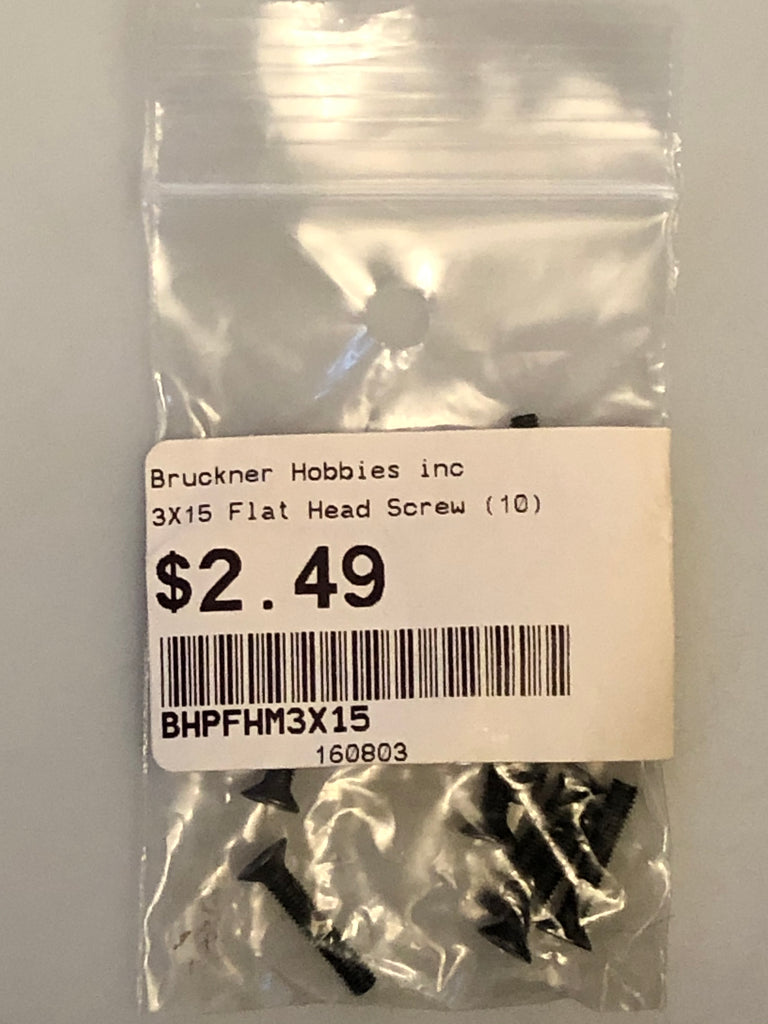 Bruckner Hobbies inc
3X15 Flat Head Screw (10)
$2.49
BHPFHM3X15
160803